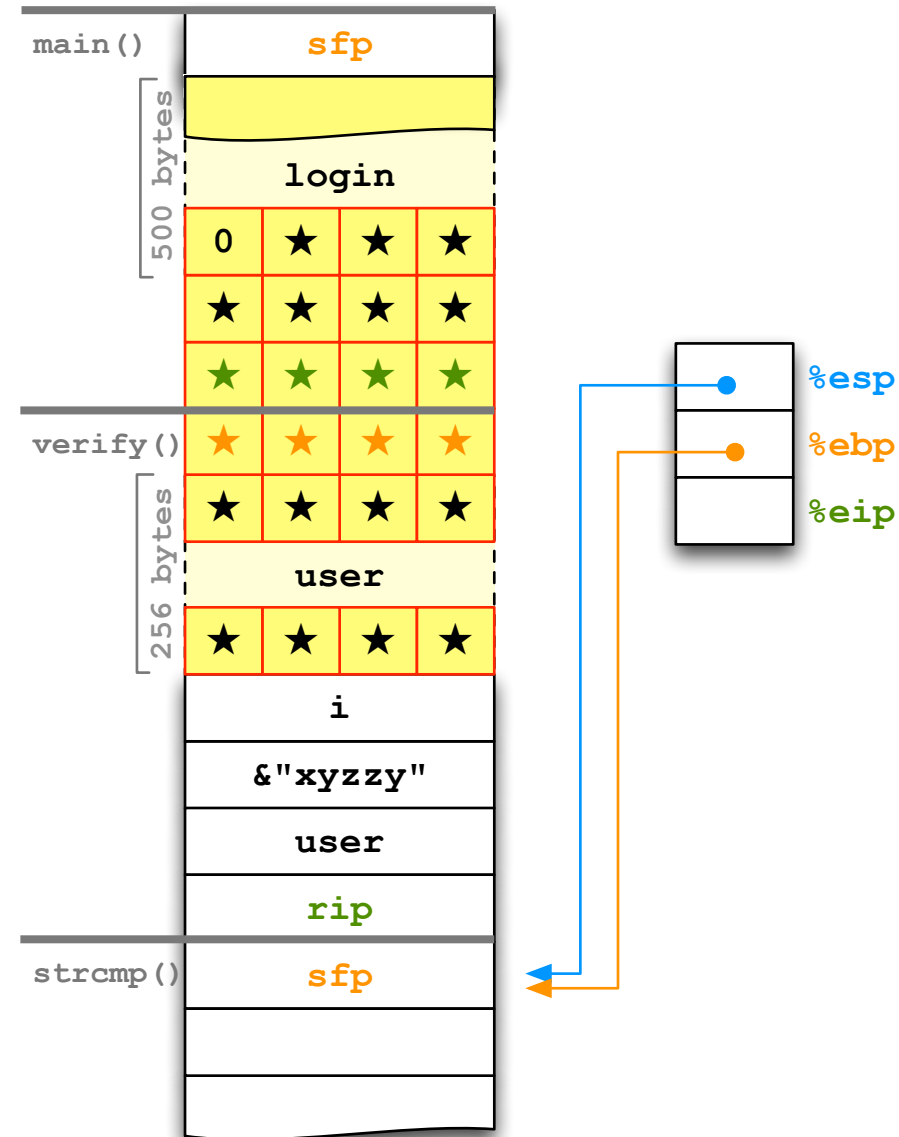 main()
sfp
500 bytes
login
0 ★ ★ ★
★ ★ ★ ★
★ ★ ★ ★
%esp
verify()
★ ★ ★ ★
%ebp
256 bytes
★ ★ ★ ★
%eip
user
★ ★ ★ ★
i
&"xyzzy"
user
rip
strcmp()
sfp